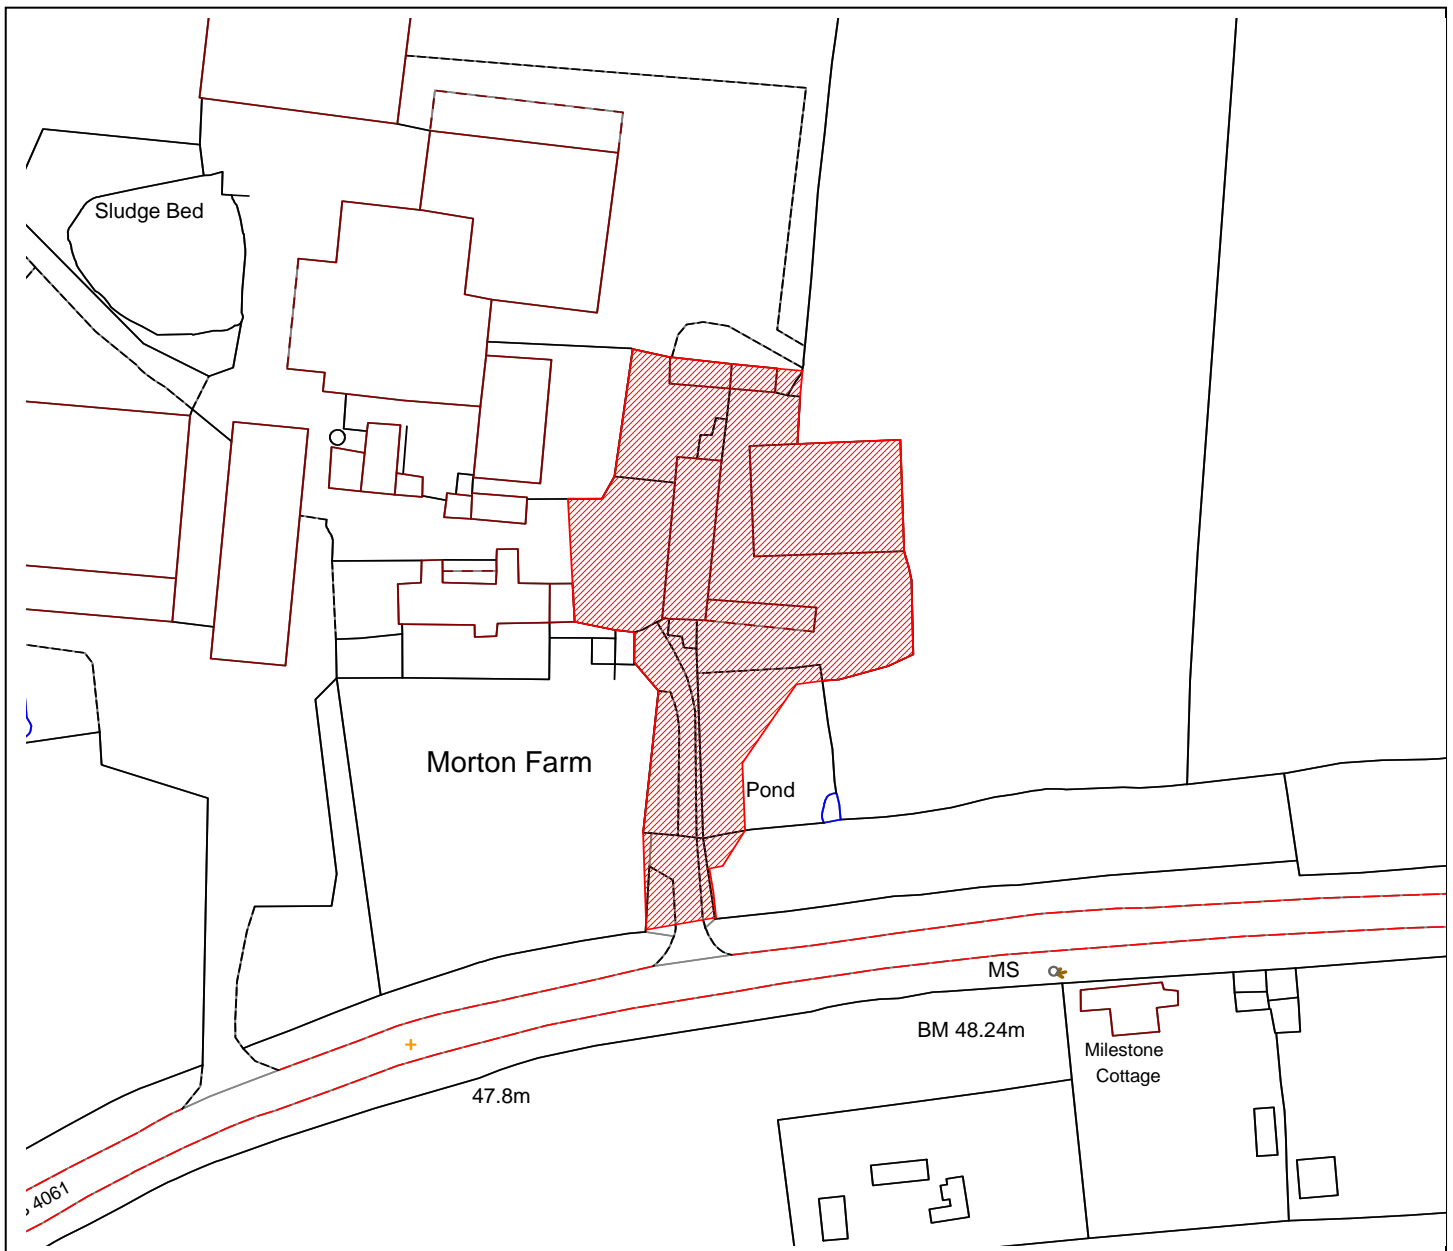 Sludge Bed
Morton Farm
Pond
MS
BM 48.24m
Milestone
Cottage
47.8m
4061